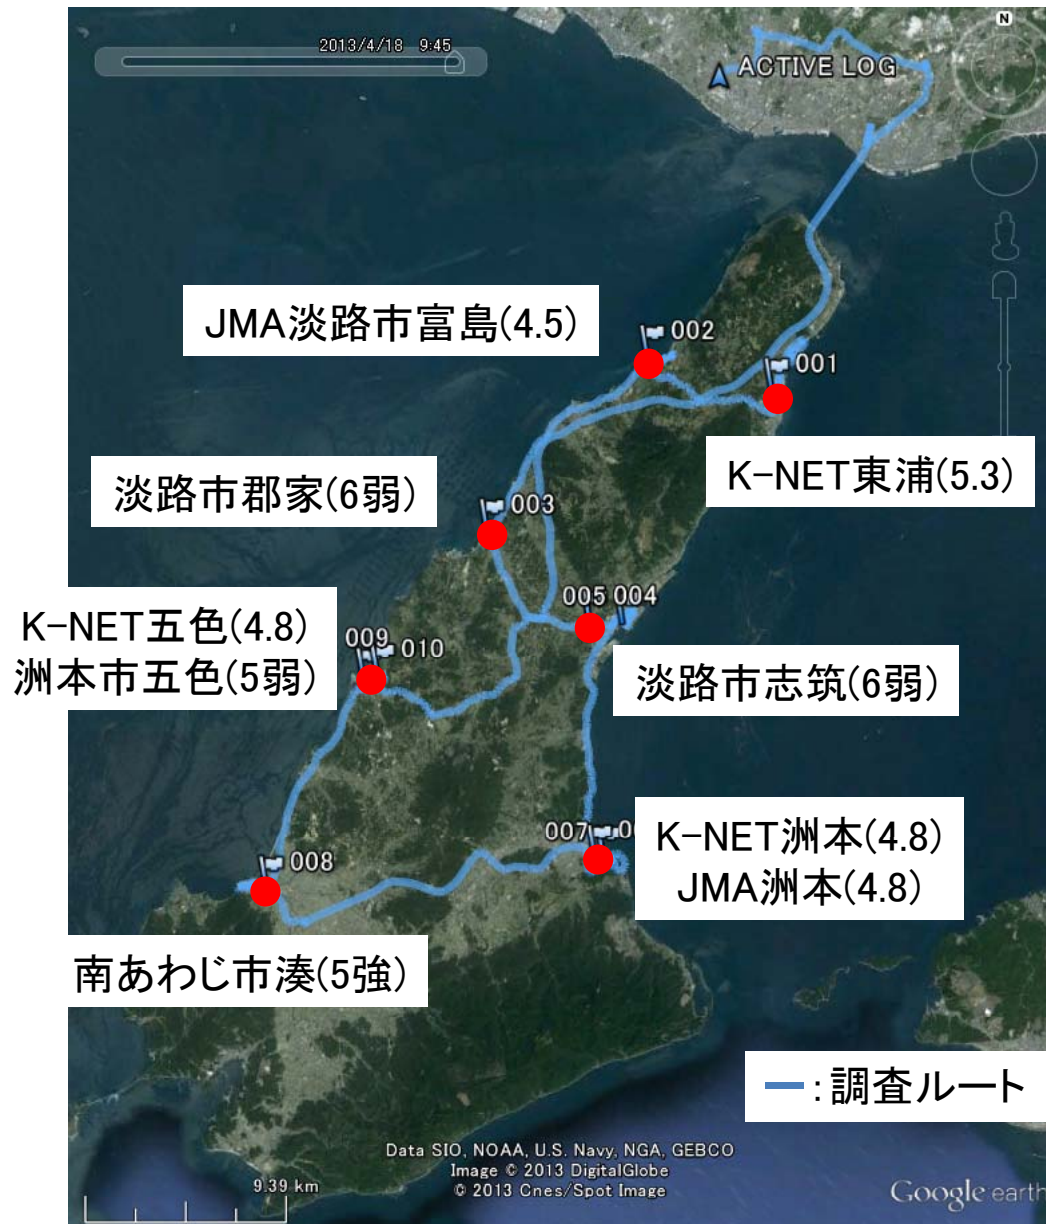 2013/4/18 9:45
N
ACTIVE LOG
JMA淡路市富島(4.5)
002
001
K-NET東浦(5.3)
淡路市郡家(6弱)
003
005 004
K-NET五色(4.8)
洲本市五色(5弱)
009
010
淡路市志筑(6弱)
007
K-NET洲本(4.8)
JMA洲本(4.8)
008
南あわじ市湊(5強)
:調査ルート
Data SIO, NOAA, U.S. Navy, NGA, GEBCO
Image © 2013 DigitalGlobe
© 2013 Cnes/Spot Image
9.39 km
Google earth